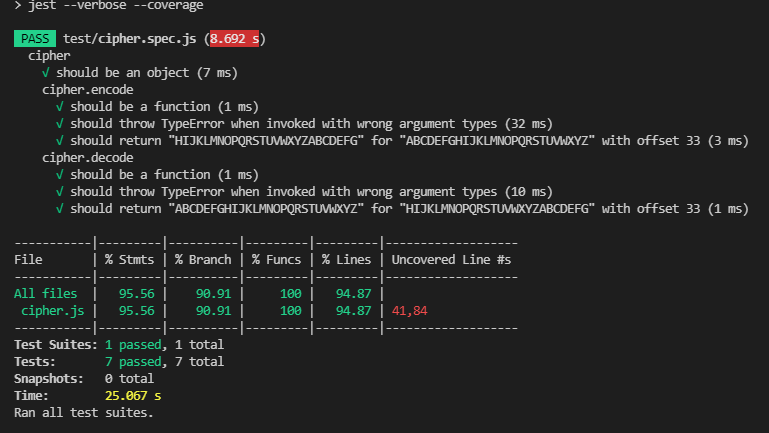 > jest --verbose --coverage
PASS test/cipher.spec.js (8.692 s)
cipher
√ should be an object (7 ms)
cipher.encode
√ should be a function (1 ms)
√ should throw TypeError when invoked with wrong argument types (32 ms)
√ should return "HIJKLMNOPQRSTUVWXYZABCDEFG" for "ABCDEFGHIJKLMNOPQRSTUVWXYZ" with offset 33 (3 ms)
cipher.decode
√ should be a function (1 ms)
√ should throw TypeError when invoked with wrong argument types (10 ms)
√ should return "ABCDEFGHIJKLMNOPQRSTUVWXYZ" for "HIJKLMNOPQRSTUVWXYZABCDEFG" with offset 33 (1 ms)
-----------|---------|----------|---------|---------|-------------------
File       | % Stmts | % Branch | % Funcs | % Lines | Uncovered Line #s
-----------|---------|----------|---------|---------|-------------------
All files  |   95.56 |    90.91 |     100 |   94.87 |
 cipher.js |   95.56 |    90.91 |     100 |   94.87 | 41,84
-----------|---------|----------|---------|---------|-------------------
Test Suites: 1 passed, 1 total
Tests:       7 passed, 7 total
Snapshots:   0 total
Time:        25.067 s
Ran all test suites.